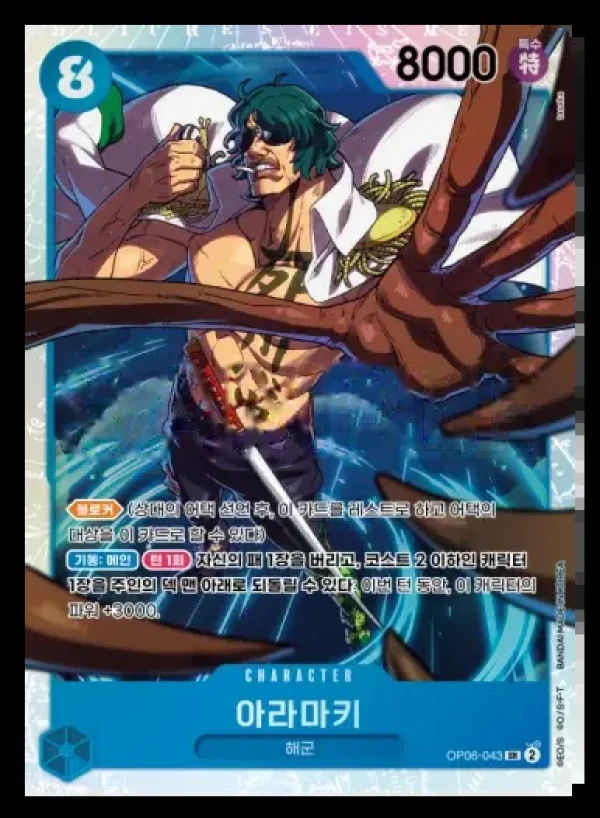 8
8000
특수
特
블로커 (상대의 어택 선언 후, 이 카드를 레스트로 하고 어택의
대상을 이 카드로 할 수 있다)
기동: 메인 턴 1회 자신의 패 1장을 버리고, 코스트 2 이하인 캐릭터
1장을 주인의 덱 맨 아래로 되돌릴 수 있다: 이번 턴 동안, 이 캐릭터의
파워 +3000.
CHARACTER
아라마키
해군
OP06-043 SR 2
©EO/S ©O/S·F·T BANDAI MADE IN KOREA